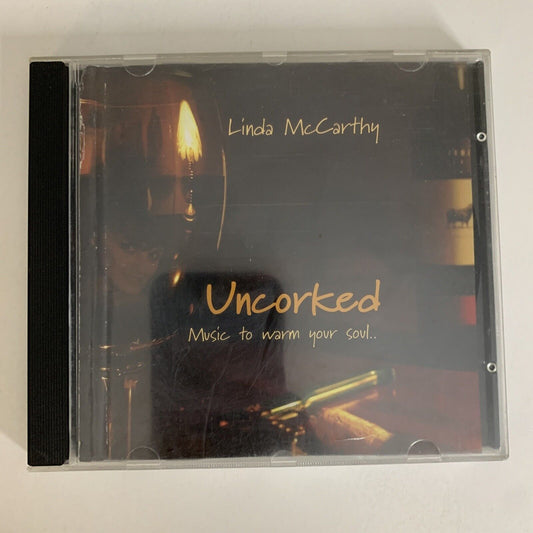 Linda McCarthy
Uncorked
Music to warm your soul..